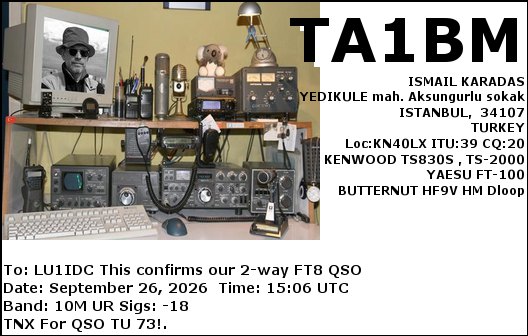 TA1BM
ISMAIL KARADAS
YEDIKULE mah. Aksungurlu sokak
ISTANBUL, 34107
TURKEY
Loc:KN40LX ITU:39 CQ:20
KENWOOD TS830S , TS-2000
YAESU FT-100
BUTTERNUT HF9V HM Dloop
To: LU1IDC This confirms our 2-way FT8 QSO
Date: September 26, 2026 Time: 15:06 UTC
Band: 10M UR Sigs: -18
TNX For QSO TU 73!.